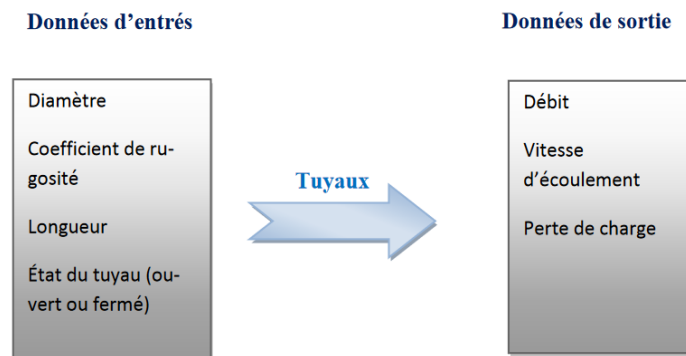 Données d'entrés
Diamètre
Coefficient de ru-
gosité
Longueur
État du tuyau (ou-
vert ou fermé)
Tuyaux
Données de sortie
Débit
Vitesse
d'écoulement
Perte de charge